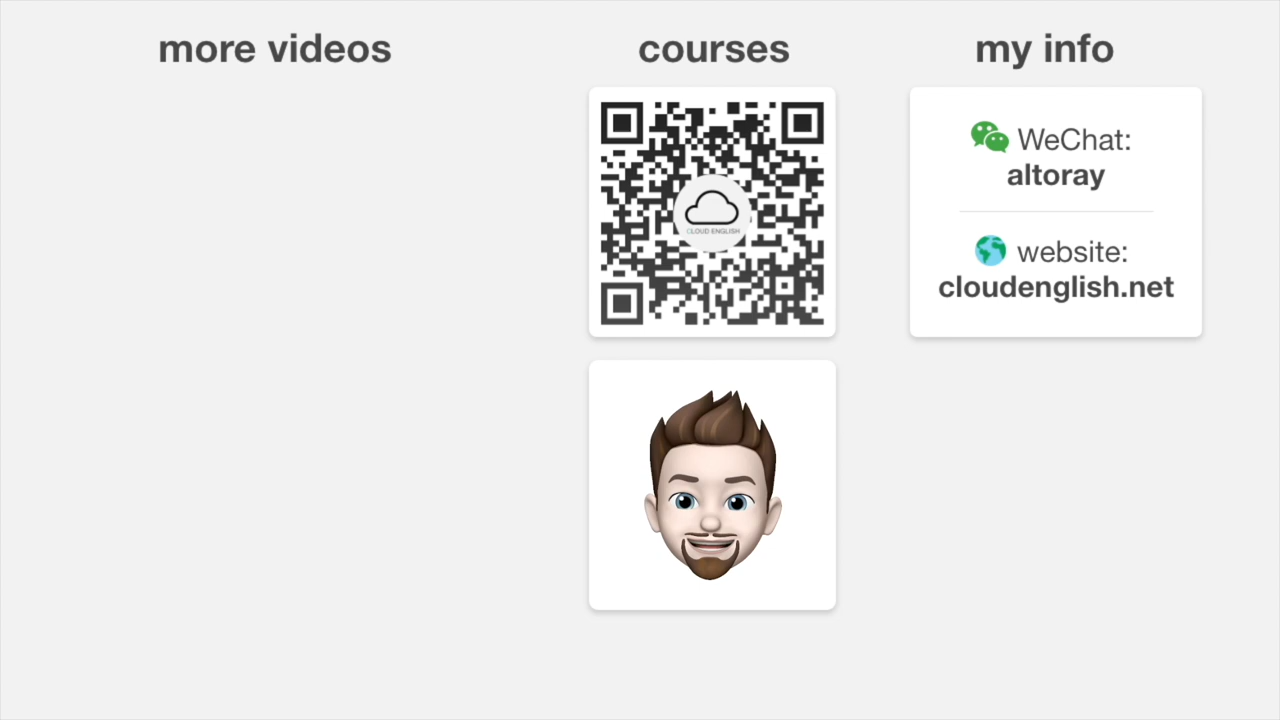 more videos
courses
my info
CLOUD ENGLISH
WeChat:
altoray
website:
cloudenglish.net